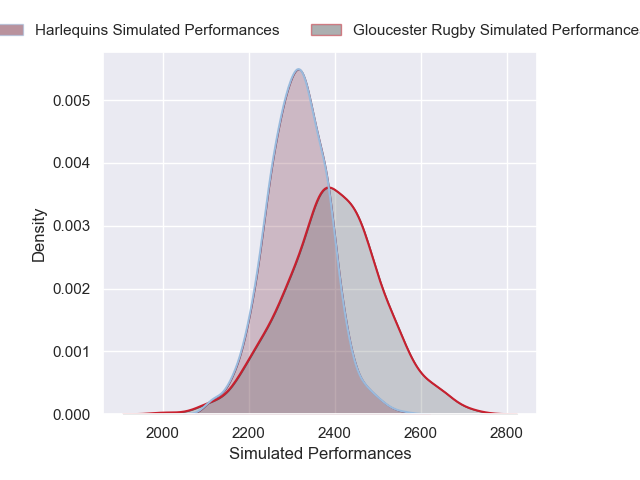 Harlequins Simulated Performances
Gloucester Rugby Simulated Performance
0.005
0.004
0.003
0.002
0.001
0.000
Density
2000 2200 2400 2600 2800
Simulated Performances